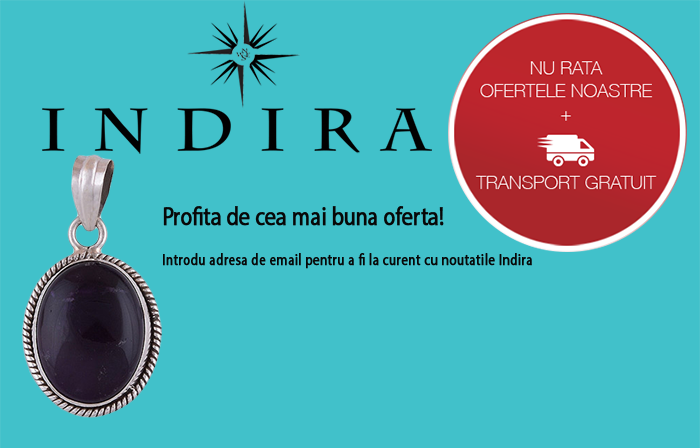 INDIRA
NU RATA
OFERTELE NOASTRE
+
TRANSPORT GRATUIT
Profita de cea mai buna oferta!
Introdu adresa de email pentru a fi la curent cu noutatile Indira